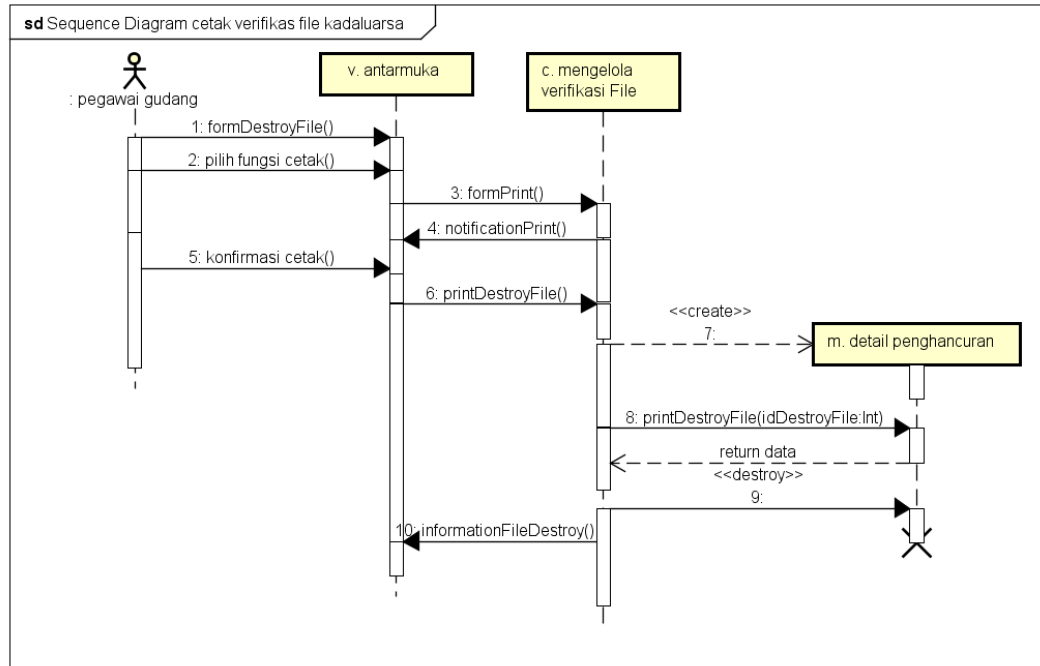 sd Sequence Diagram cetak verifikas file kadaluarsa
: pegawai gudang
v. antarmuka
c. mengelola
verifikasi File
1: formDestroyFile()
2: pilih fungsi cetak()
3: formPrint()
4: notificationPrint()
5: konfirmasi cetak()
6: printDestroyFile()
<<create>>
7:
m. detail penghancuran
8: printDestroyFile(idDestroyFile:Int)
return data
<<destroy>>
9:
10: informationFileDestroy()